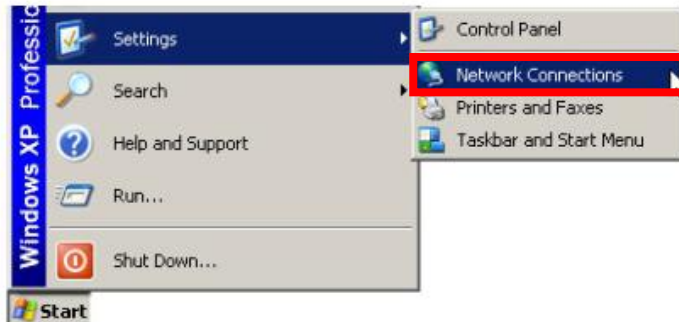 Windows XP Professio
Settings
Search
Help and Support
Run...
Shut Down...
Start
Control Panel
Network Connections
Printers and Faxes
Taskbar and Start Menu